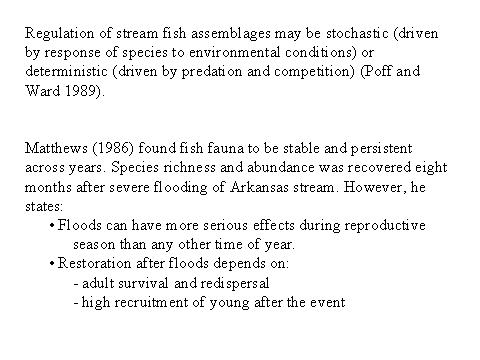 Regulation of stream fish assemblages may be stochastic (driven
by response of species to environmental conditions) or
deterministic (driven by predation and competition) (Poff and
Ward 1989).
Matthews (1986) found fish fauna to be stable and persistent
across years. Species richness and abundance was recovered eight
months after severe flooding of Arkansas stream. However, he
states:
• Floods can have more serious effects during reproductive
season than any other time of year.
• Restoration after floods depends on:
- adult survival and redispersal
- high recruitment of young after the event